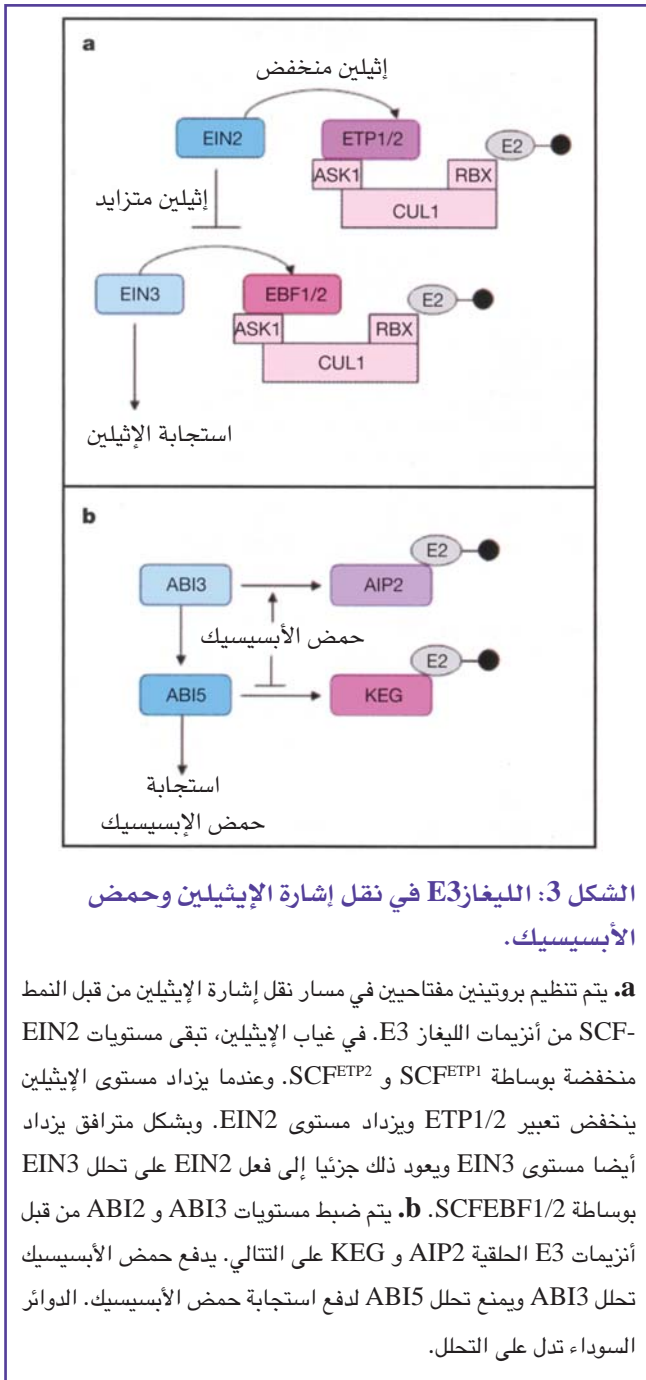 a
إثيلين منخفض
EIN2
ETP1/2
E2
ASK1
RBX
CUL1
إثيلين متزايد
EIN3
EBF1/2
E2
ASK1
RBX
CUL1
استجابة الإثيلين
b
E2
ABI3
AIP2
حمض الأبسيسيك
E2
ABI5
KEG
استجابة
حمض الإبسيسيك
الشكل 3: الليغازE3 في نقل إشارة الإيثيلين وحمض
الأبسيسيك.
a. يتم تنظيم بروتينين مفتاحيين في مسار نقل إشارة الإيثيلين من قبل النمط
SCF- من أنزيمات الليغاز E3. في غياب الإيثيلين، تبقى مستويات EIN2
منخفضة بوساطة SCFᴱᵀᴾ¹ و SCFᴱᵀᴾ². وعندما يزداد مستوى الإيثيلين
ينخفض تعبير ETP1/2 ويزداد مستوى EIN2. وبشكل مترافق يزداد
أيضا مستوى EIN3 ويعود ذلك جزئيا إلى فعل EIN2 على تحلل EIN3
بوساطة SCFEBF1/2. b. يتم ضبط مستويات ABI3 و ABI2 من قبل
أنزيمات E3 الحلقية AIP2 و KEG على التتالي. يدفع حمض الأبسيسيك
تحلل ABI3 ويمنع تحلل ABI5 لدفع استجابة حمض الأبسيسيك. الدوائر
السوداء تدل على التحلل.